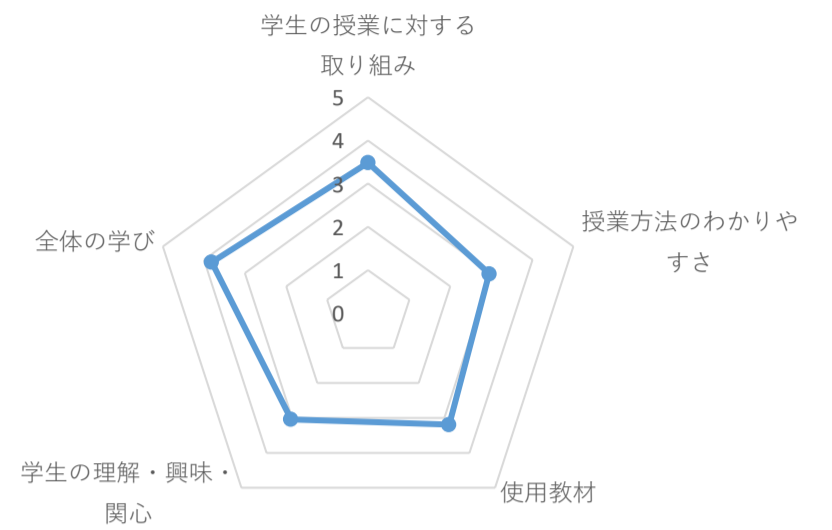 学生の授業に対する
取り組み
5
4
3
2
1
0
授業方法のわかりや
すさ
全体の学び
学生の理解・興味・
関心
使用教材